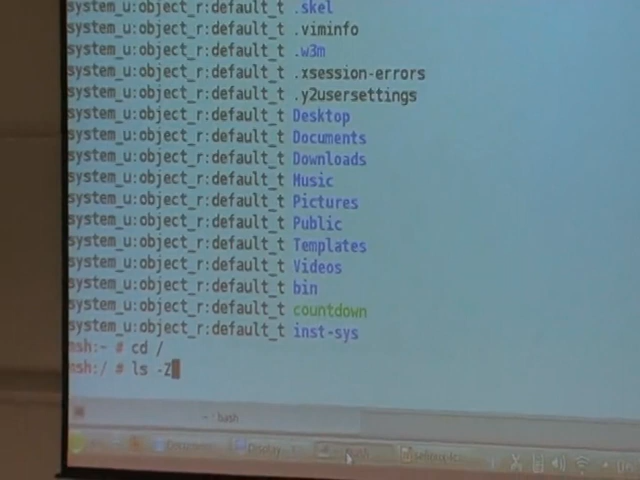 system_u:object_r:default_t .skel
system_u:object_r:default_t .viminfo
system_u:object_r:default_t .w3m
system_u:object_r:default_t .xsession-errors
system_u:object_r:default_t .y2usersettings
system_u:object_r:default_t Desktop
system_u:object_r:default_t Documents
system_u:object_r:default_t Downloads
system_u:object_r:default_t Music
system_u:object_r:default_t Pictures
system_u:object_r:default_t Public
system_u:object_r:default_t Templates
system_u:object_r:default_t Videos
system_u:object_r:default_t bin
system_u:object_r:default_t countdown
system_u:object_r:default_t inst-sys
msh:~ # cd /
msh:/ # ls -Z
~ : bash